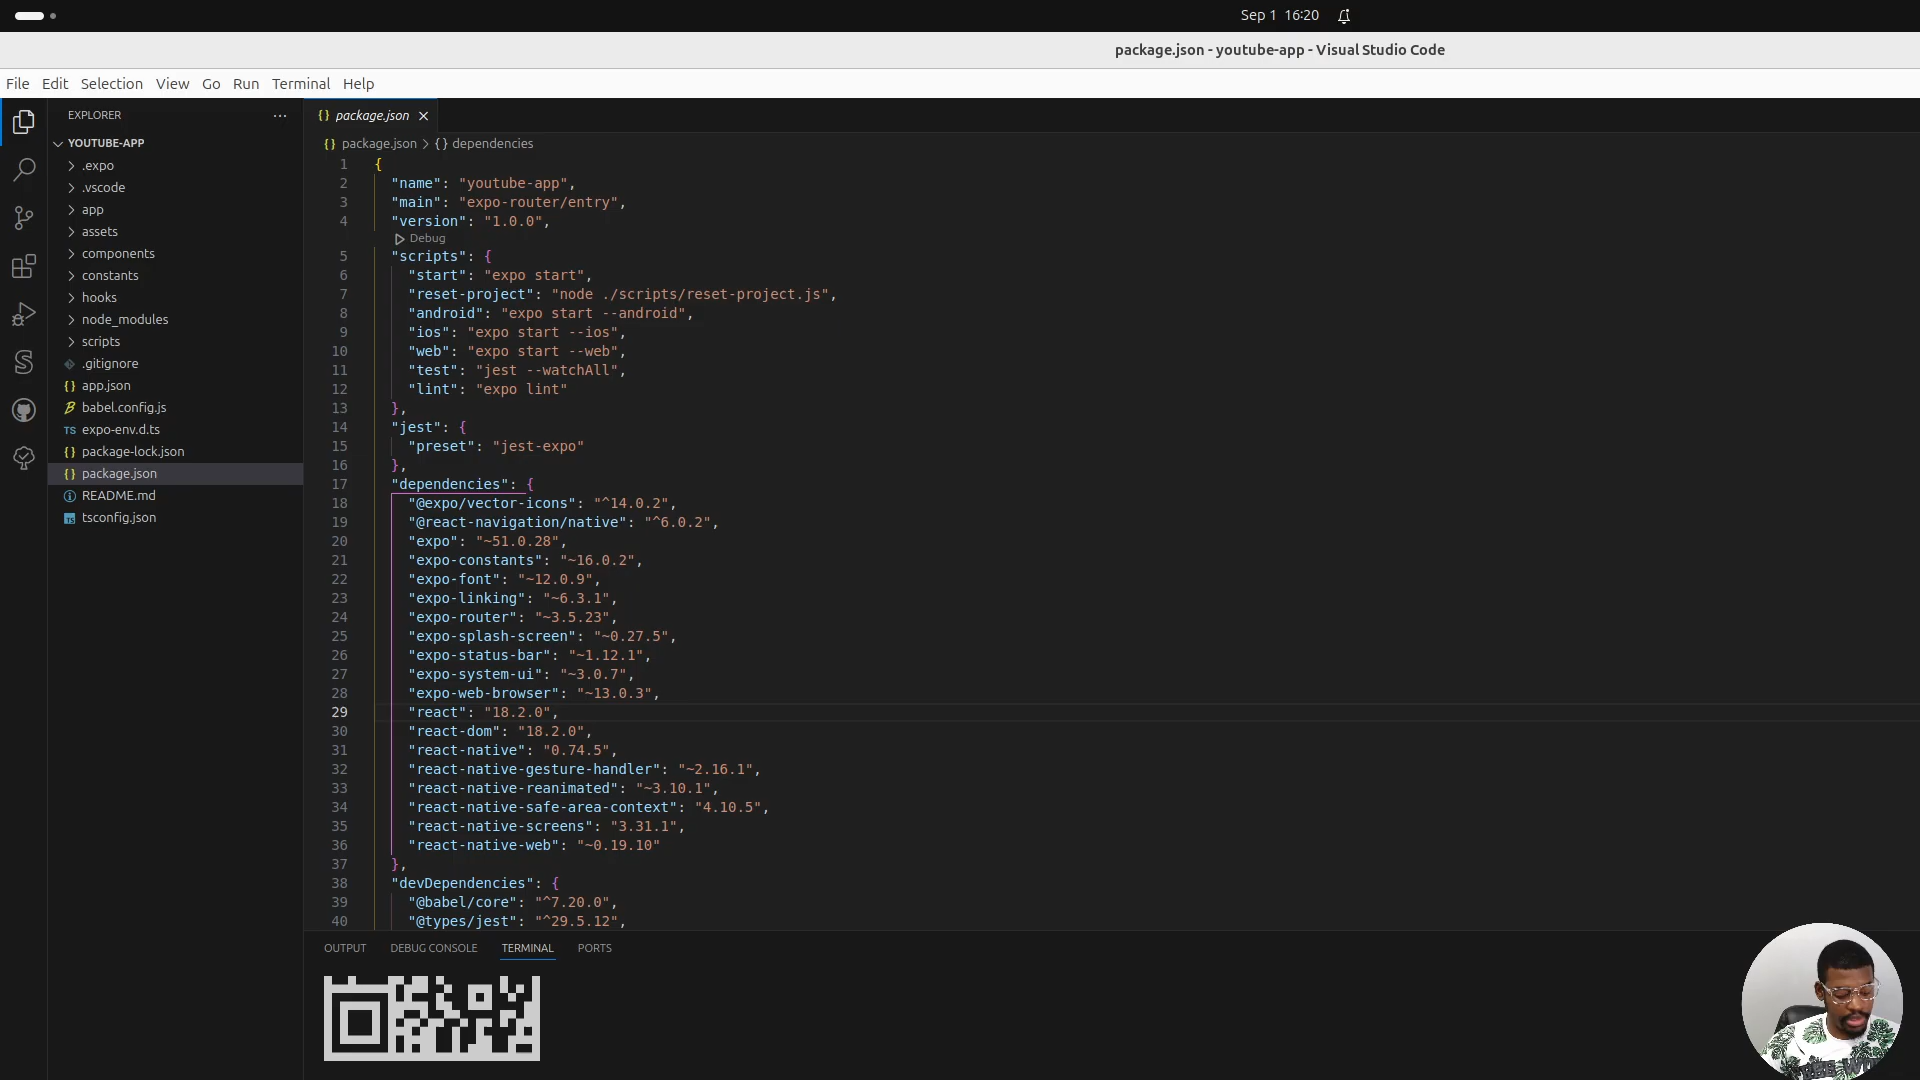 Sep 1 16:20
package.json - youtube-app - Visual Studio Code
File Edit Selection View Go Run Terminal Help
EXPLORER
YOUTUBE-APP
.expo
.vscode
app
assets
components
constants
hooks
node_modules
scripts
.gitignore
{} app.json
babel.config.js
TS expo-env.d.ts
{} package-lock.json
{} package.json
README.md
TS tsconfig.json
{} package.json
{} package.json > {} dependencies
1 {
2 "name": "youtube-app",
3 "main": "expo-router/entry",
4 "version": "1.0.0",
Debug
5 "scripts": {
6 "start": "expo start",
7 "reset-project": "node ./scripts/reset-project.js",
8 "android": "expo start --android",
9 "ios": "expo start --ios",
10 "web": "expo start --web",
11 "test": "jest --watchAll",
12 "lint": "expo lint"
13 },
14 "jest": {
15 "preset": "jest-expo"
16 },
17 "dependencies": {
18 "@expo/vector-icons": "^14.0.2",
19 "@react-navigation/native": "^6.0.2",
20 "expo": "~51.0.28",
21 "expo-constants": "~16.0.2",
22 "expo-font": "~12.0.9",
23 "expo-linking": "~6.3.1",
24 "expo-router": "~3.5.23",
25 "expo-splash-screen": "~0.27.5",
26 "expo-status-bar": "~1.12.1",
27 "expo-system-ui": "~3.0.7",
28 "expo-web-browser": "~13.0.3",
29 "react": "18.2.0",
30 "react-dom": "18.2.0",
31 "react-native": "0.74.5",
32 "react-native-gesture-handler": "~2.16.1",
33 "react-native-reanimated": "~3.10.1",
34 "react-native-safe-area-context": "4.10.5",
35 "react-native-screens": "3.31.1",
36 "react-native-web": "~0.19.10"
37 },
38 "devDependencies": {
39 "@babel/core": "^7.20.0",
40 "@types/jest": "^29.5.12",
OUTPUT DEBUG CONSOLE TERMINAL PORTS